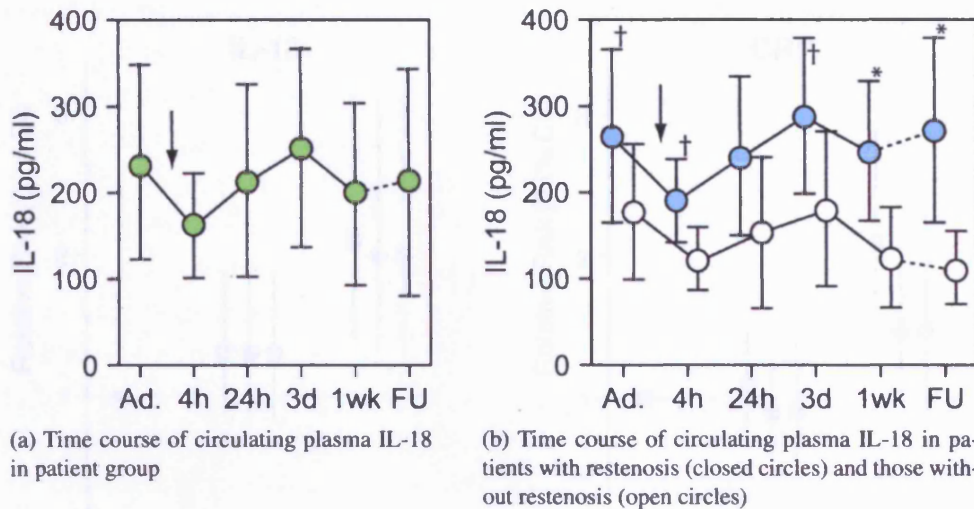 400
300
200
100
0
IL-18 (pg/ml)
Ad. 4h 24h 3d 1wk FU
(a) Time course of circulating plasma IL-18
in patient group
400
300
200
100
0
IL-18 (pg/ml)
† † † * *
Ad. 4h 24h 3d 1wk FU
(b) Time course of circulating plasma IL-18 in pa-
tients with restenosis (closed circles) and those with-
out restenosis (open circles)